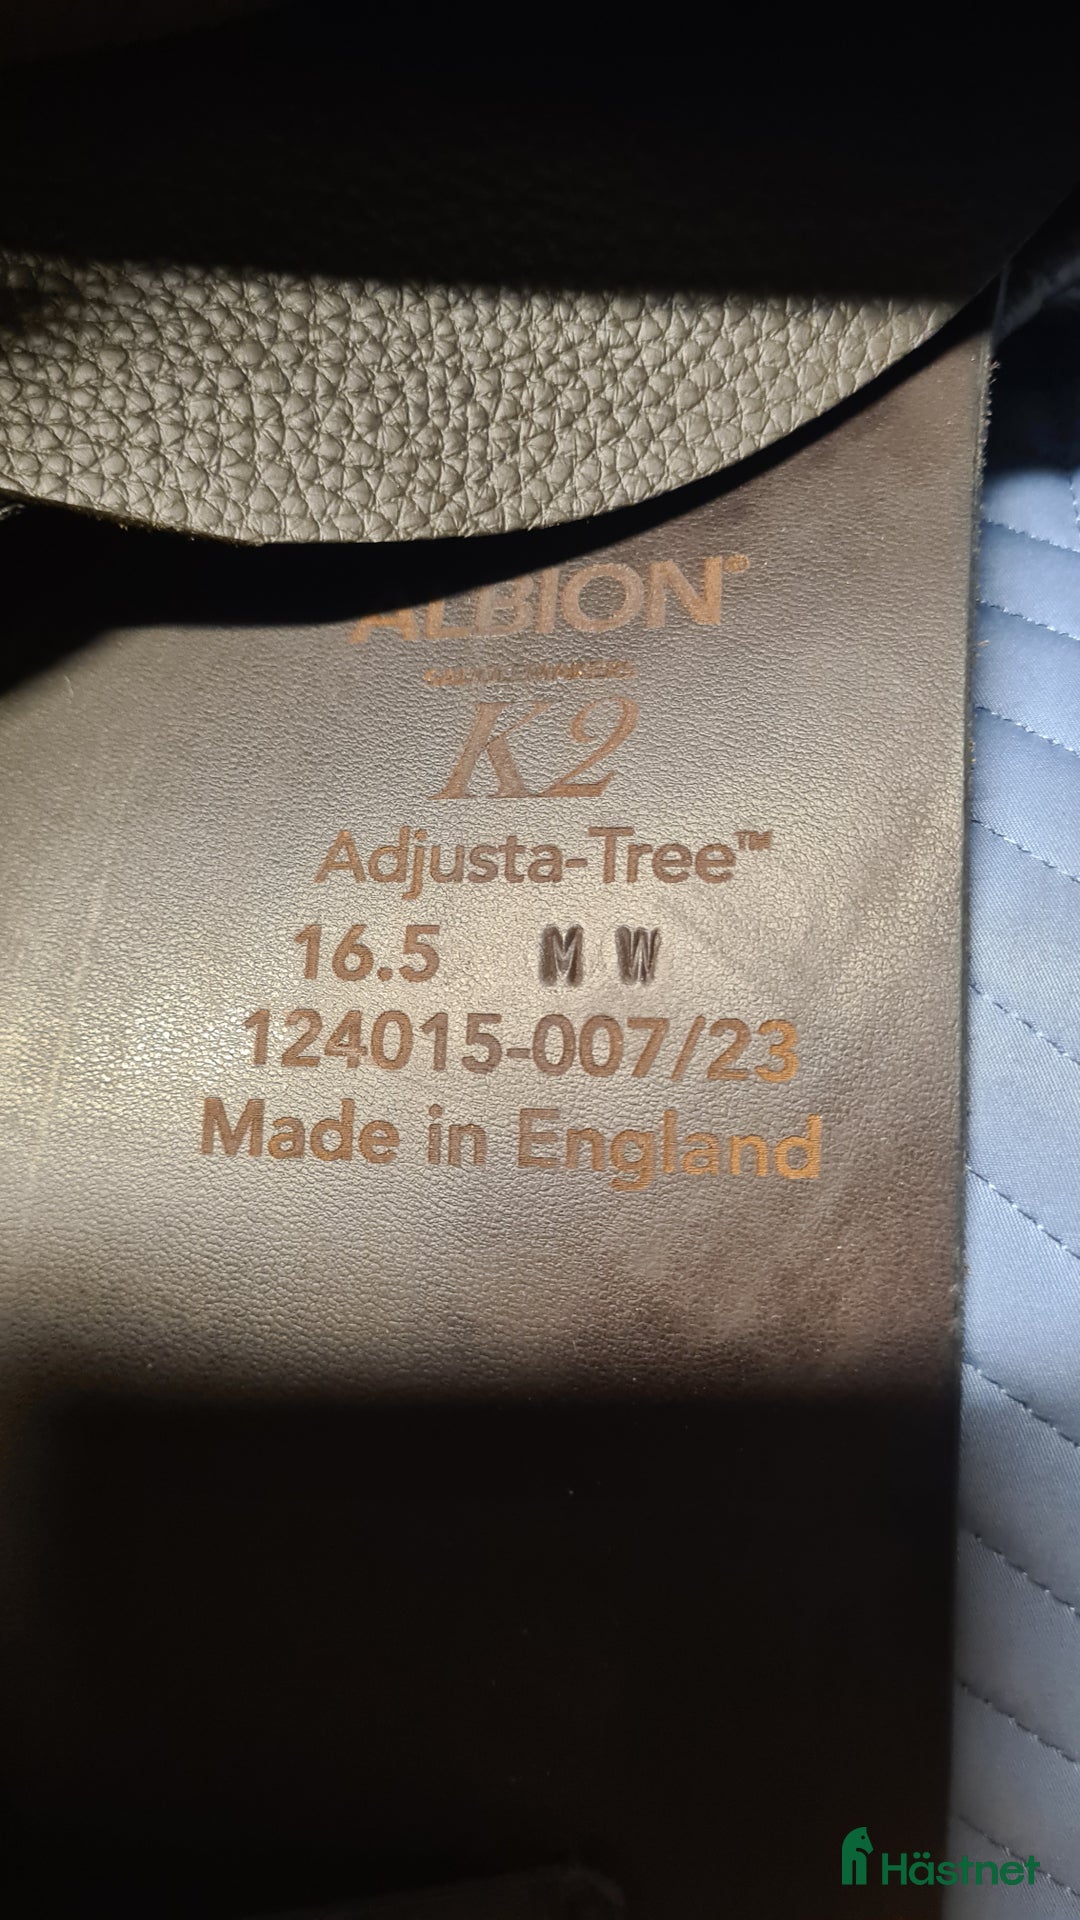 ALBION®
K2
Adjusta-Tree™
16.5 MW
124015-007/23
Made in England
Hästnet